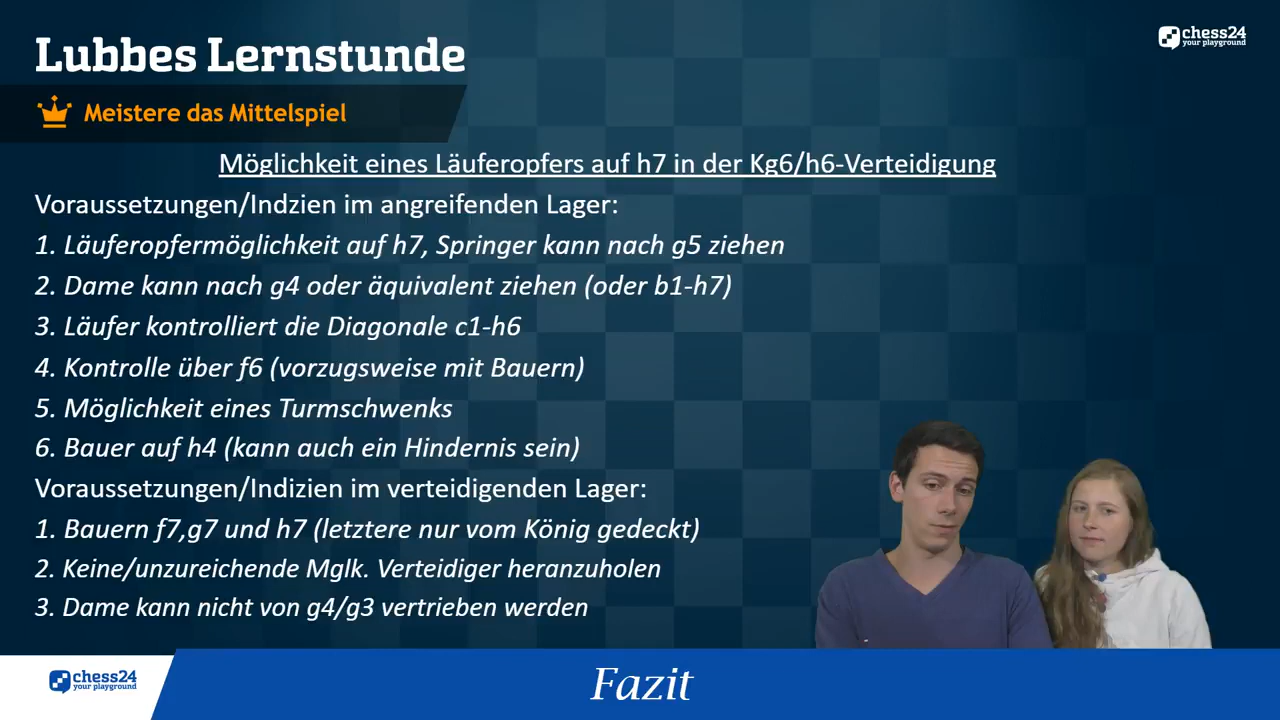 Lubbes Lernstunde
chess24
your playground
Meistere das Mittelspiel
Möglichkeit eines Läuferopfers auf h7 in der Kg6/h6-Verteidigung
Voraussetzungen/Indzien im angreifenden Lager:
1. Läuferopfermöglichkeit auf h7, Springer kann nach g5 ziehen
2. Dame kann nach g4 oder äquivalent ziehen (oder b1-h7)
3. Läufer kontrolliert die Diagonale c1-h6
4. Kontrolle über f6 (vorzugsweise mit Bauern)
5. Möglichkeit eines Turmschwenks
6. Bauer auf h4 (kann auch ein Hindernis sein)
Voraussetzungen/Indizien im verteidigenden Lager:
1. Bauern f7,g7 und h7 (letztere nur vom König gedeckt)
2. Keine/unzureichende Mglk. Verteidiger heranzuholen
3. Dame kann nicht von g4/g3 vertrieben werden
chess24
your playground
Fazit